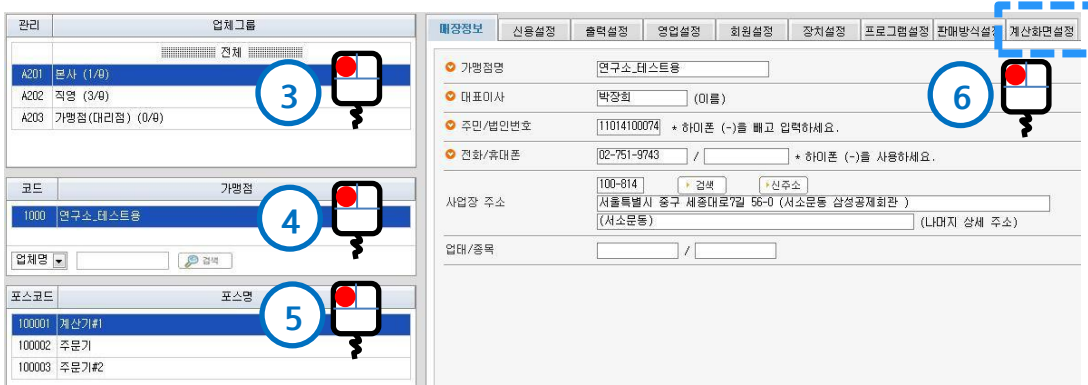 관리 업체그룹
전체
A201 본사 (1/0)
A202 직영 (3/0)
A203 가맹점(대리점) (0/0)
3
코드 가맹점
1000 연구소_테스트용
4
업체명 검색
포스코드 포스명
100001 계산기#1
100002 주문기
100003 주문기#2
5
매장정보 신용설정 출력설정 영업설정 회원설정 장치설정 프로그램설정 판매방식설정 계산화면설정
6
가맹점명 연구소_테스트용
대표이사 박장희 (이름)
주민/법인번호 11014100074 * 하이폰 (-)를 빼고 입력하세요.
전화/휴대폰 02-751-9743 / * 하이폰 (-)을 사용하세요.
100-814 검색 신주소
사업장 주소 서울특별시 중구 세종대로7길 56-0 (서소문동 삼성공제회관 )
(서소문동) (나머지 상세 주소)
업태/종목 /